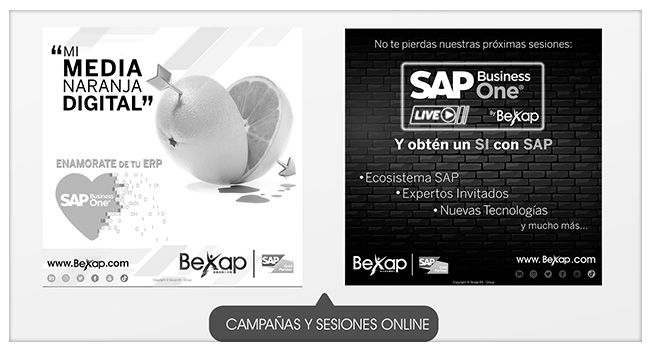 “MI
MEDIA
NARANJA
DIGITAL”
ENAMORATE DE TU ERP
SAP Business
One®
www.Bexap.com
Bexap
SAP
No te pierdas nuestras próximas sesiones:
SAP Business
One®
LIVE
by Bexap
Y obtén un SI con SAP
• Ecosistema SAP
• Expertos Invitados
• Nuevas Tecnologías
y mucho más...
Bexap
SAP
www.Bexap.com
CAMPAÑAS Y SESIONES ONLINE